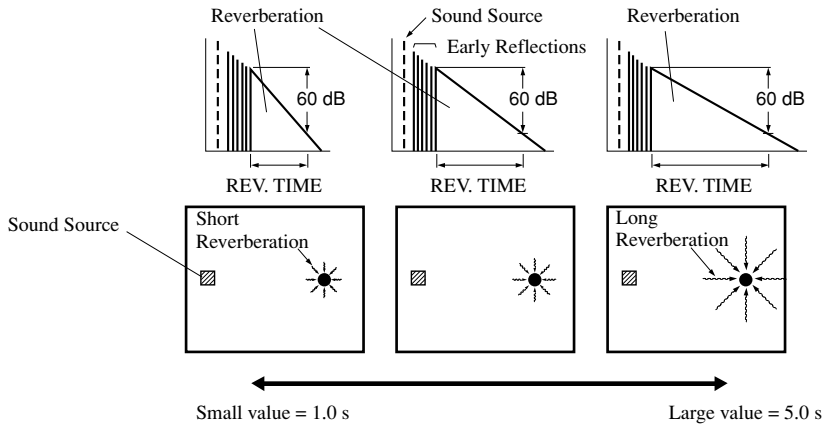 Reverberation
Sound Source
Early Reflections
Reverberation
60 dB
60 dB
60 dB
REV. TIME
REV. TIME
REV. TIME
Sound Source
Short
Reverberation
Long
Reverberation
Small value = 1.0 s
Large value = 5.0 s